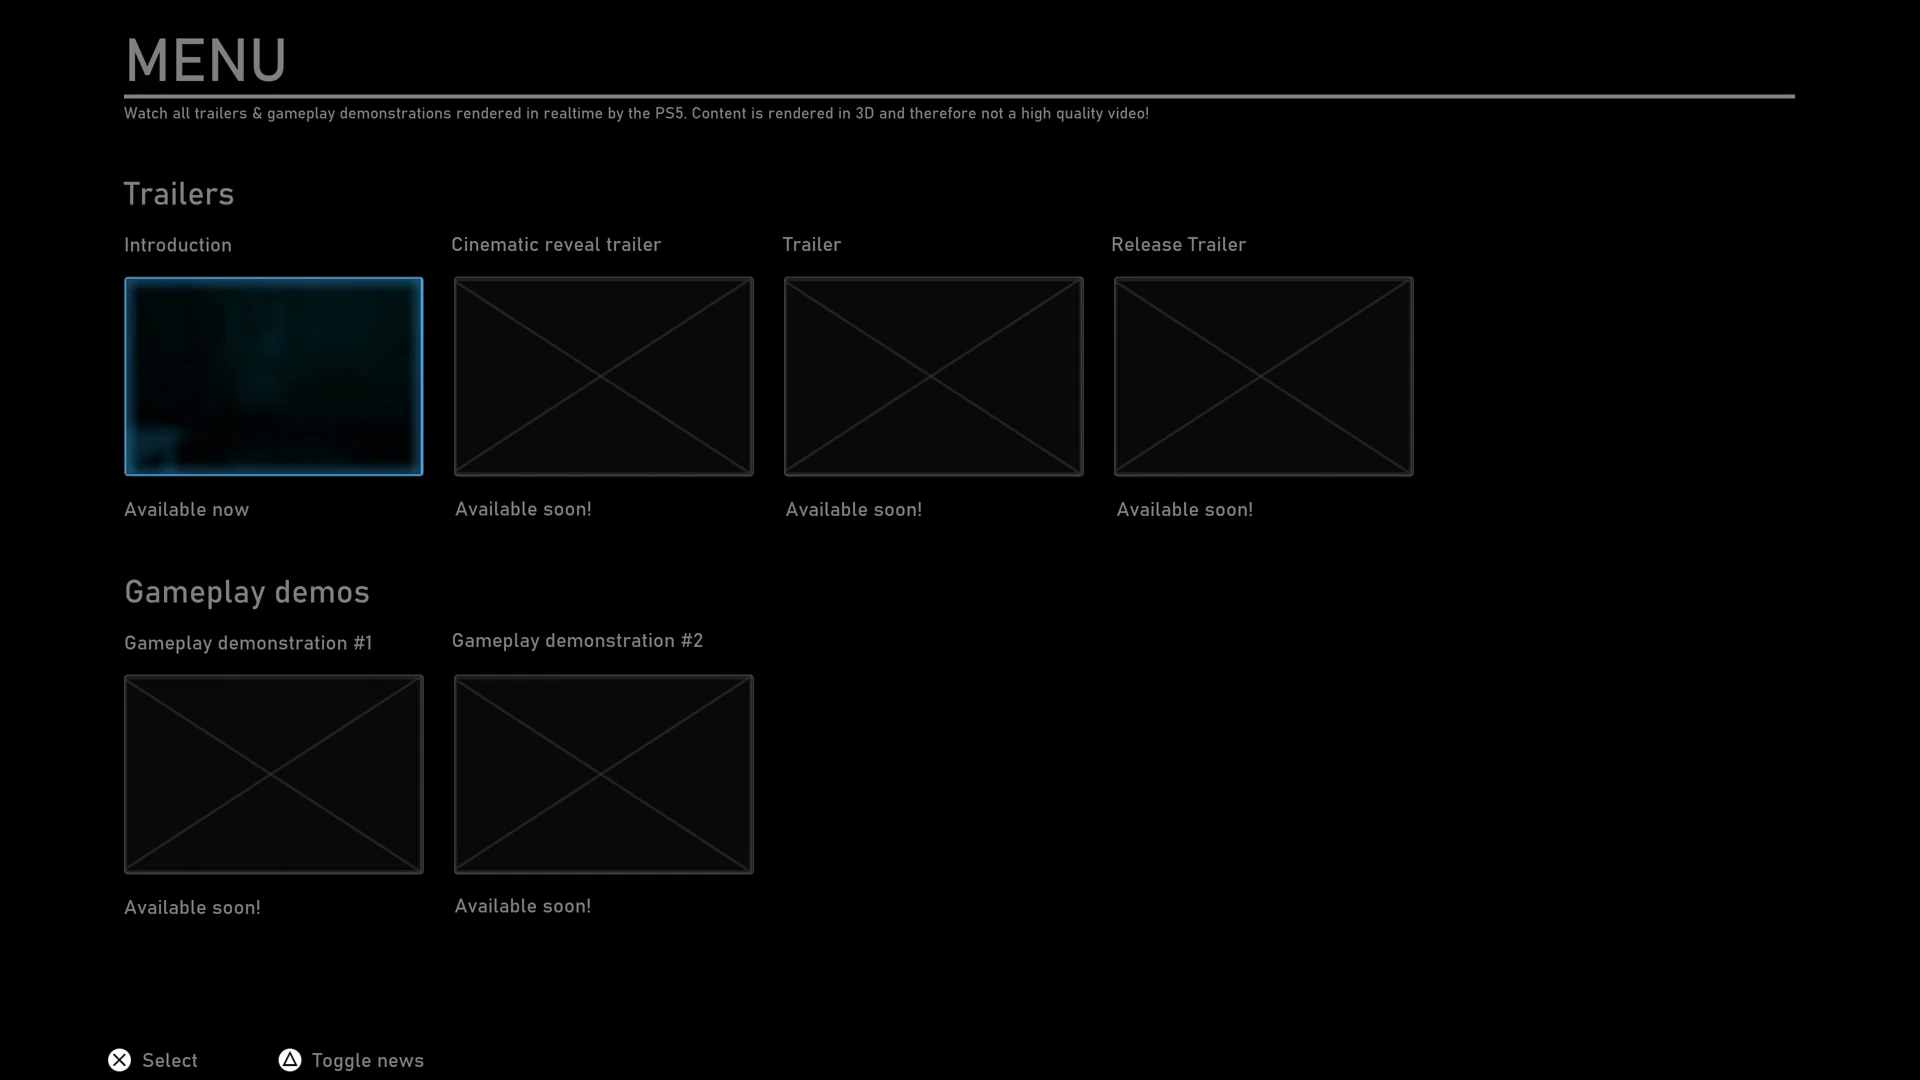 MENU
Watch all trailers & gameplay demonstrations rendered in realtime by the PS5. Content is rendered in 3D and therefore not a high quality video!
Trailers
Introduction
Cinematic reveal trailer
Trailer
Release Trailer
Available now
Available soon!
Available soon!
Available soon!
Gameplay demos
Gameplay demonstration #1
Gameplay demonstration #2
Available soon!
Available soon!
Select
Toggle news